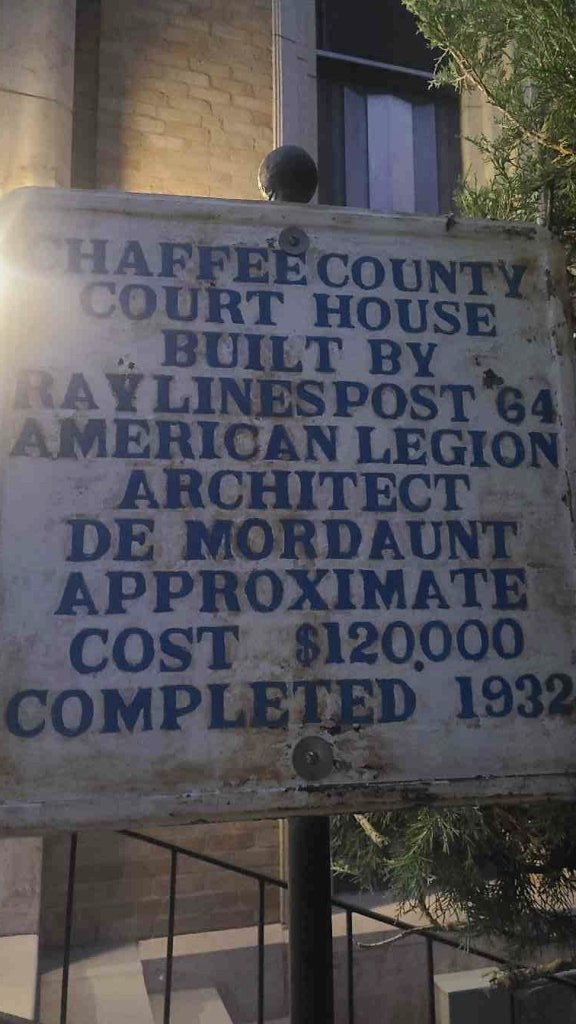 CHAFFEE COUNTY
COURT HOUSE
BUILT BY
RAY LINES POST 64
AMERICAN LEGION
ARCHITECT
DE MORDAUNT
APPROXIMATE
COST $120,000
COMPLETED 1932